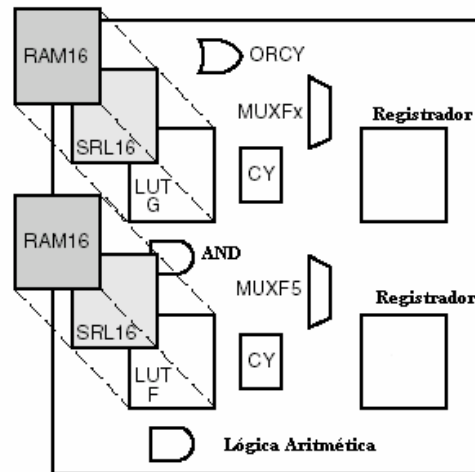 RAM16
ORCY
MUXFx
Registrador
SRL16
CY
LUT
G
RAM16
AND
MUXF5
Registrador
SRL16
CY
LUT
F
Lógica Aritmética